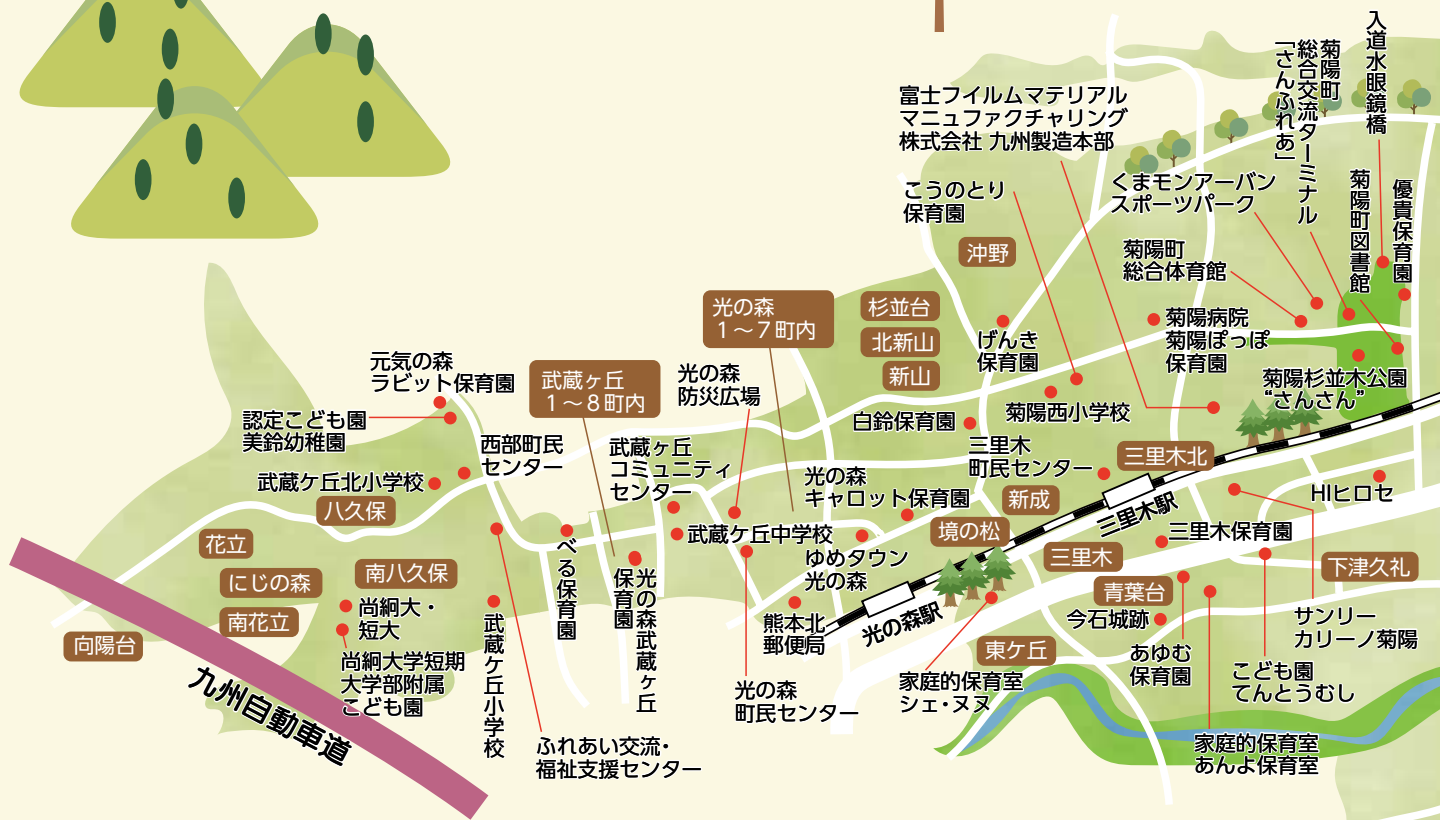 入道水眼鏡橋
菊陽町
総合交流ターミナル
「さんふれあ」
富士フイルムマテリアル
マニュファクチャリング
株式会社 九州製造本部
くまモンアーバン
スポーツパーク
菊陽町図書館
優貴保育園
こうのとり
保育園
沖野
菊陽町
総合体育館
光の森
１～７町内
杉並台
北新山
新山
げんき
保育園
菊陽病院
菊陽ぽっぽ
保育園
元気の森
ラビット保育園
武蔵ヶ丘
１～８町内
光の森
防災広場
菊陽杉並木公園
“さんさん”
認定こども園
美鈴幼稚園
白鈴保育園
菊陽西小学校
西部町民
センター
武蔵ヶ丘
コミュニティ
センター
三里木
町民センター
三里木北
武蔵ケ丘北小学校
光の森
キャロット保育園
新成
HIヒロセ
八久保
三里木駅
武蔵ケ丘中学校
境の松
三里木保育園
花立
べる保育園
ゆめタウン
光の森
三里木
下津久礼
にじの森
南八久保
光の森武蔵ヶ丘
保育園
青葉台
尚絅大・
短大
南花立
熊本北
郵便局
光の森駅
今石城跡
サンリー
カリーノ菊陽
向陽台
武蔵ケ丘小学校
東ケ丘
あゆむ
保育園
尚絅大学短期
大学部附属
こども園
こども園
てんとうむし
家庭的保育室
シェ・ヌヌ
光の森
町民センター
九州自動車道
ふれあい交流・
福祉支援センター
家庭的保育室
あんよ保育室